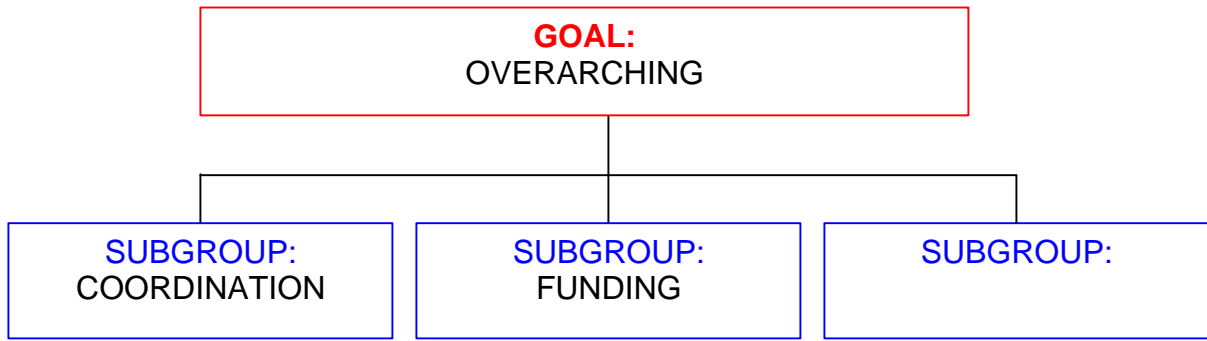 GOAL:
OVERARCHING
SUBGROUP:
COORDINATION
SUBGROUP:
FUNDING
SUBGROUP: